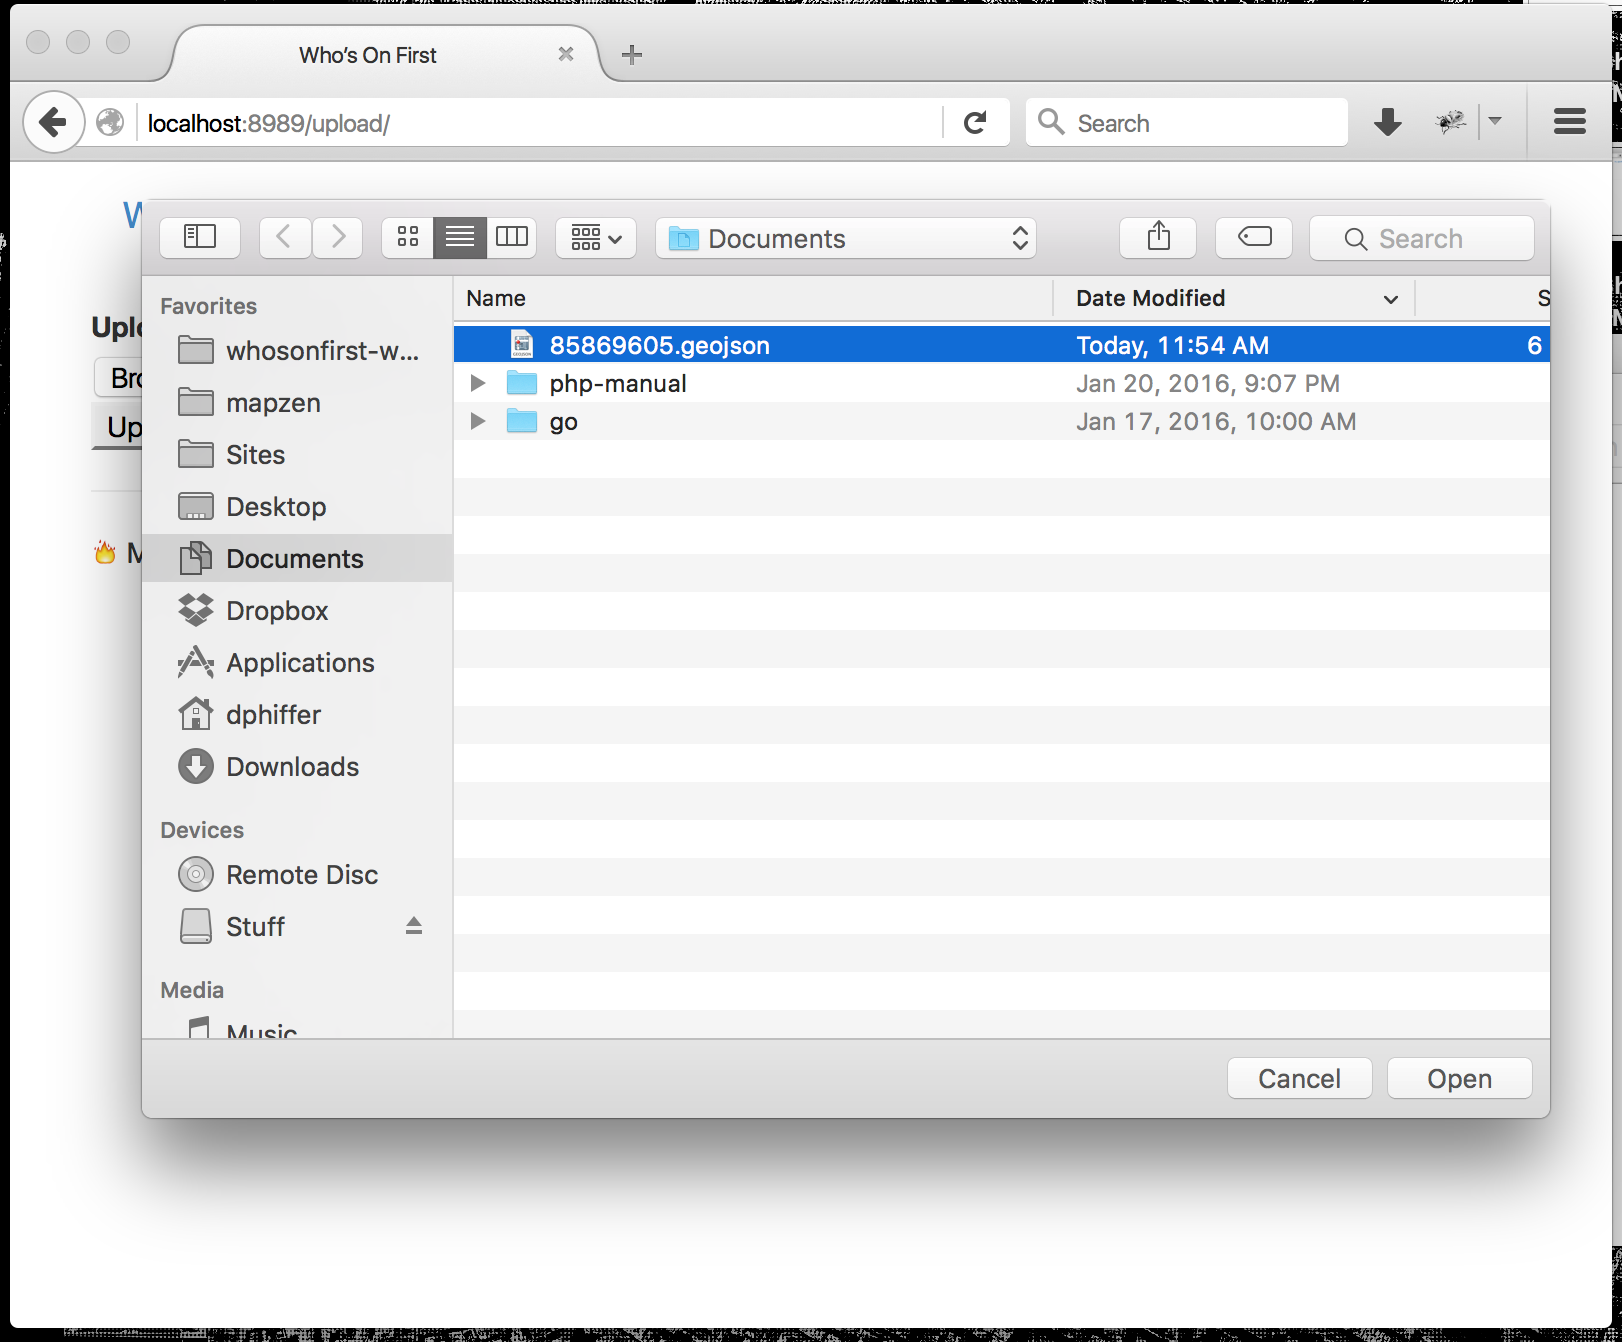 Who's On First
localhost:8989/upload/
Search
Documents
Search
Favorites
whosonfirst-w...
mapzen
Sites
Desktop
Documents
Dropbox
Applications
dphiffer
Downloads
Devices
Remote Disc
Stuff
Media
Music
Name Date Modified S
85869605.geojson Today, 11:54 AM 6
php-manual Jan 20, 2016, 9:07 PM
go Jan 17, 2016, 10:00 AM
Cancel Open
W
Uplo
Bro
Up
M